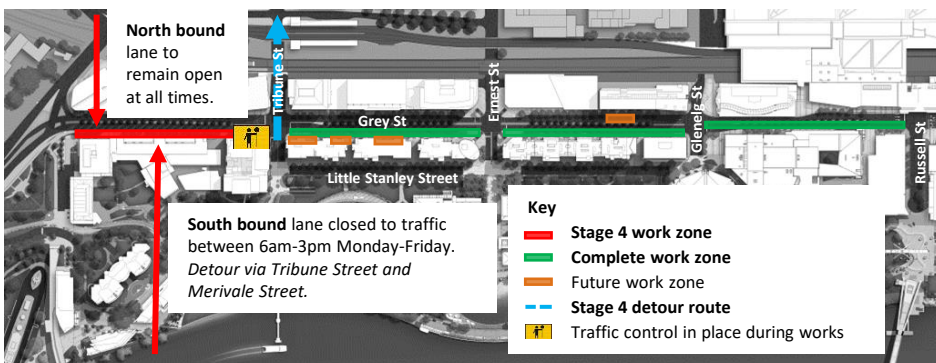 North bound
lane to
remain open
at all times.
Tribune St
Grey St
Ernest St
Glenelg St
Russell St
Little Stanley Street
South bound lane closed to traffic
between 6am-3pm Monday-Friday.
Detour via Tribune Street and
Merivale Street.
Key
Stage 4 work zone
Complete work zone
Future work zone
Stage 4 detour route
Traffic control in place during works